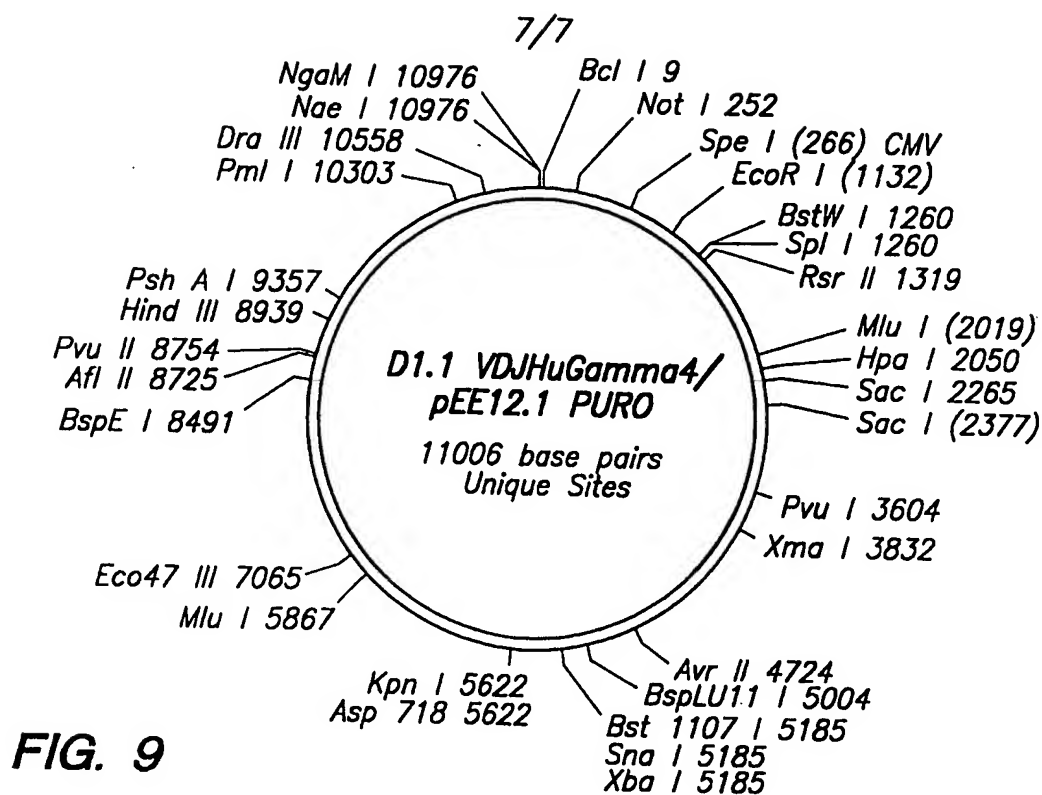 7/7
NgaM I 10976
Nae I 10976
Dra III 10558
Pml I 10303
Bcl I 9
Not I 252
Spe I (266) CMV
EcoR I (1132)
BstW I 1260
Spl I 1260
Rsr II 1319
Psh A I 9357
Hind III 8939
Pvu II 8754
Afl II 8725
BspE I 8491
Mlu I (2019)
Hpa I 2050
Sac I 2265
Sac I (2377)
D1.1 VDJHuGamma4/
pEE12.1 PURO
11006 base pairs
Unique Sites
Pvu I 3604
Xma I 3832
Eco47 III 7065
Mlu I 5867
Kpn I 5622
Asp 718 5622
Avr II 4724
BspLU11 I 5004
Bst 1107 I 5185
Sna I 5185
Xba I 5185
FIG. 9